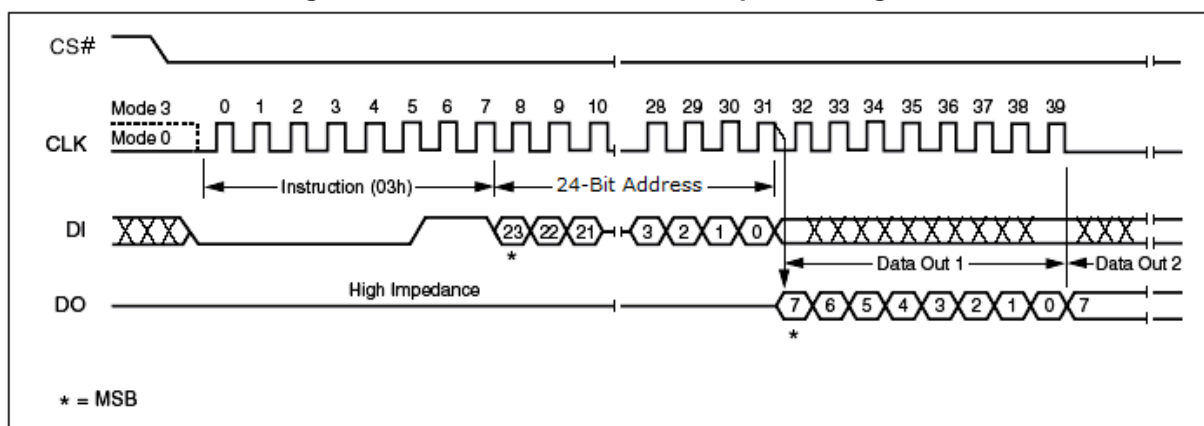 CS#
Mode 3 0 1 2 3 4 5 6 7 8 9 10 28 29 30 31 32 33 34 35 36 37 38 39
CLK Mode 0
Instruction (03h) 24-Bit Address
DI 23 22 21 3 2 1 0
*
Data Out 1 Data Out 2
High Impedance
DO 7 6 5 4 3 2 1 0 7
*
* = MSB